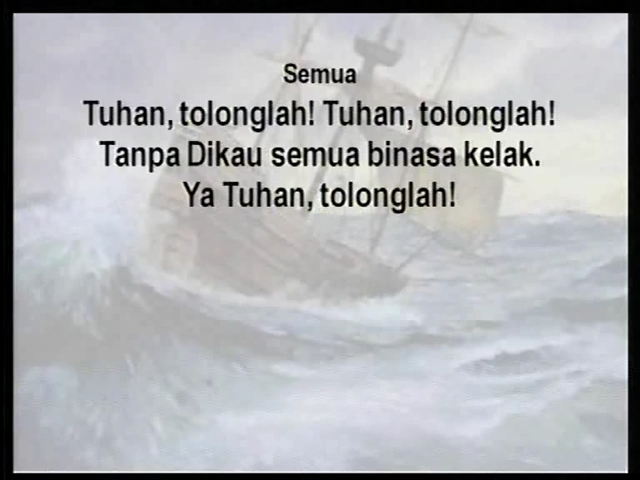 Semua
Tuhan, tolonglah! Tuhan, tolonglah!
Tanpa Dikau semua binasa kelak.
Ya Tuhan, tolonglah!